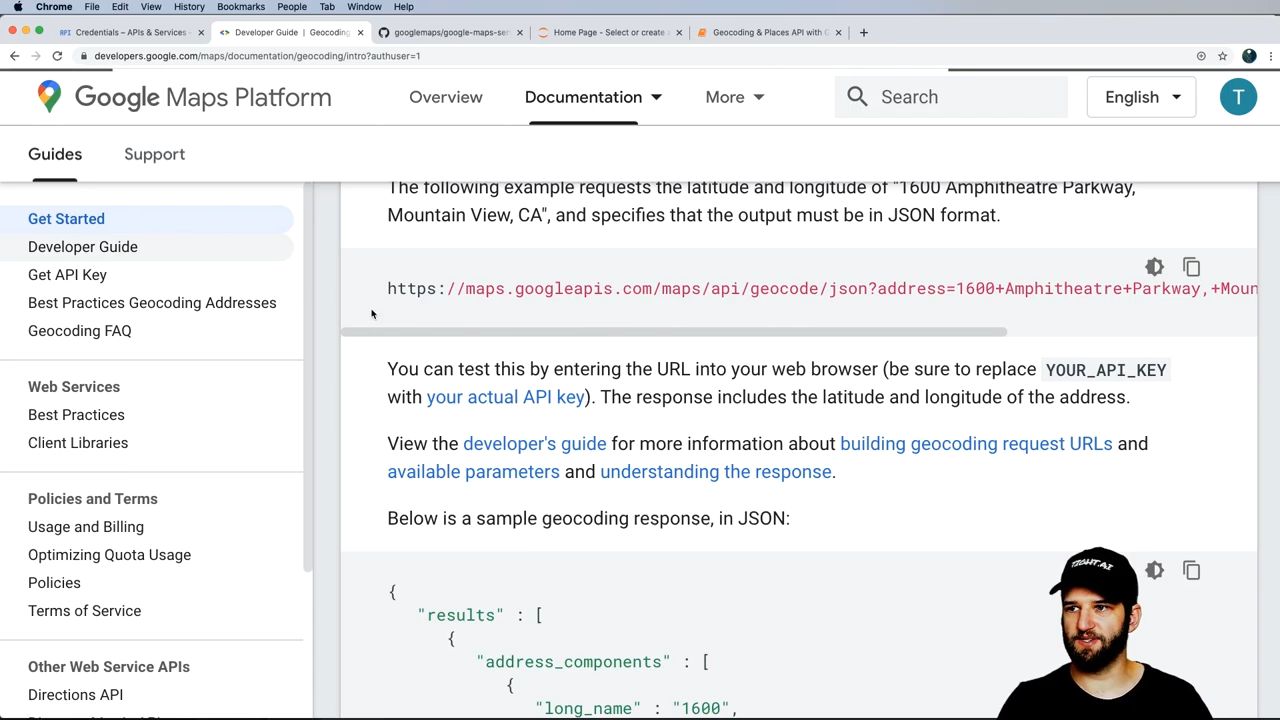 Chrome File Edit View History Bookmarks People Tab Window Help
API Credentials – APIs & Services - Developer Guide | Geocoding googlemaps/google-maps-ser Home Page - Select or create Geocoding & Places API with G
developers.google.com/maps/documentation/geocoding/intro?authuser=1
Google Maps Platform Overview Documentation More Search English T
Guides Support
Get Started
Developer Guide
Get API Key
Best Practices Geocoding Addresses
Geocoding FAQ
Web Services
Best Practices
Client Libraries
Policies and Terms
Usage and Billing
Optimizing Quota Usage
Policies
Terms of Service
Other Web Service APIs
Directions API
The following example requests the latitude and longitude of "1600 Amphitheatre Parkway,
Mountain View, CA", and specifies that the output must be in JSON format.
https://maps.googleapis.com/maps/api/geocode/json?address=1600+Amphitheatre+Parkway,+Moun
You can test this by entering the URL into your web browser (be sure to replace YOUR_API_KEY
with your actual API key). The response includes the latitude and longitude of the address.
View the developer's guide for more information about building geocoding request URLs and
available parameters and understanding the response.
Below is a sample geocoding response, in JSON:
{
"results" : [
{
"address_components" : [
{
"long_name" : "1600",